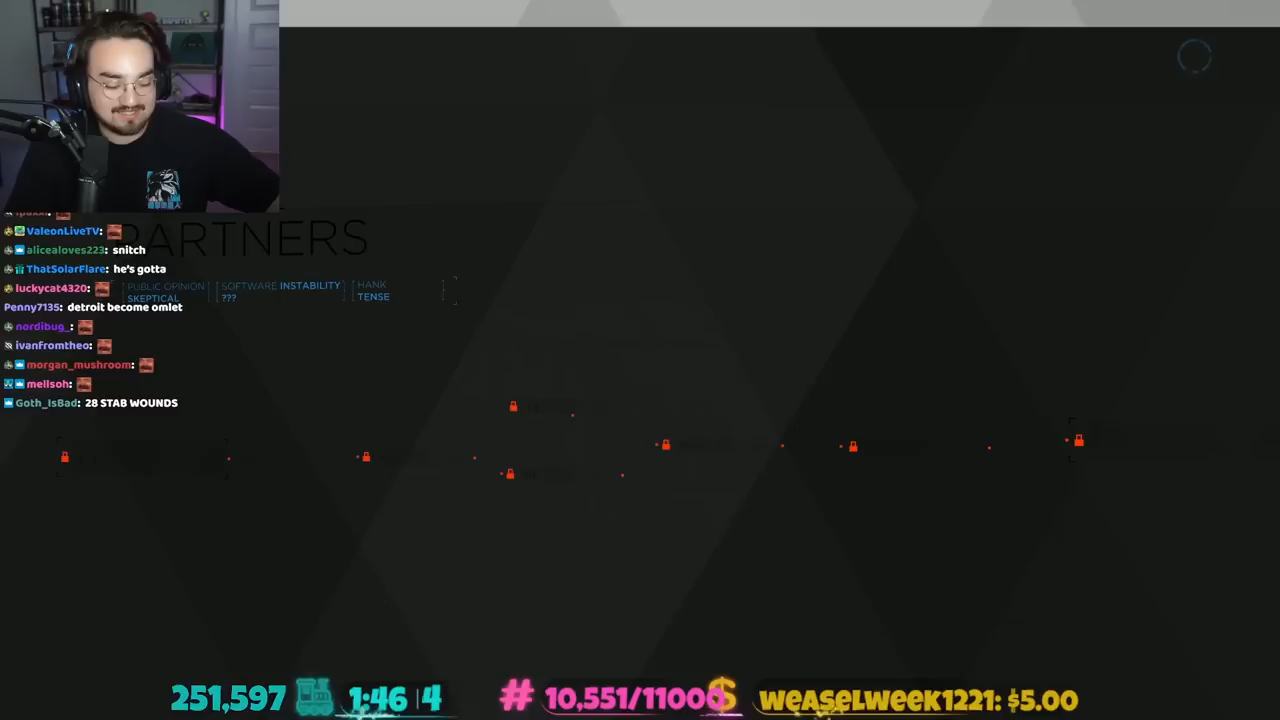 ValeonLiveTV:
alicealoves223: snitch
ThatSolarFlare: he's gotta
luckycat4320:
Penny7135: detroit become omlet
nordibug_:
ivanfromtheo:
morgan_mushroom:
mellsoh:
Goth_IsBad: 28 STAB WOUNDS
PARTNERS
PUBLIC OPINION
SKEPTICAL
SOFTWARE INSTABILITY
???
HANK
TENSE
251,597
1:46 | 4
# 10,551/11000
$ weaselweek1221: $5.00